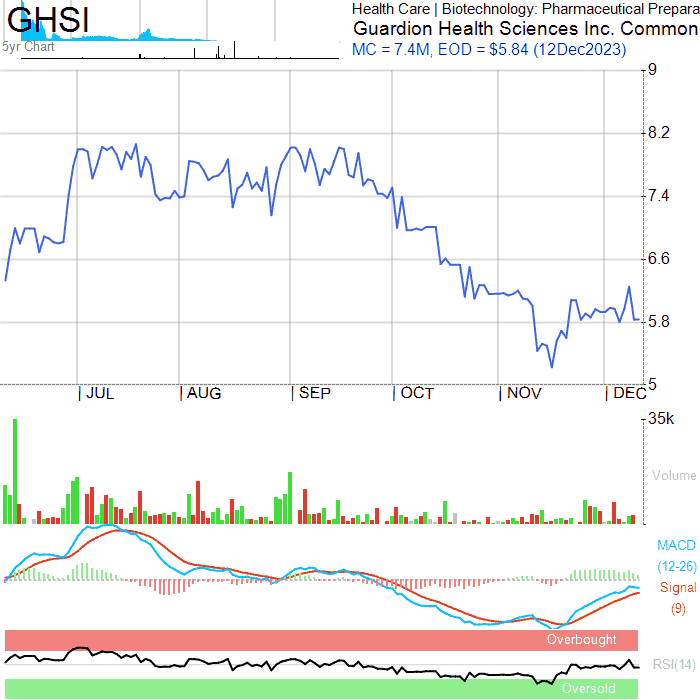 GHSI
Health Care | Biotechnology: Pharmaceutical Prepara
Guardion Health Sciences Inc. Common
MC = 7.4M, EOD = $5.84 (12Dec2023)
5yr Chart
9
8.2
7.4
6.6
5.8
5
| JUL | AUG | SEP | OCT | NOV | DEC
35k
Volume
MACD
(12-26)
Signal
(9)
Overbought
RSI(14)
Oversold